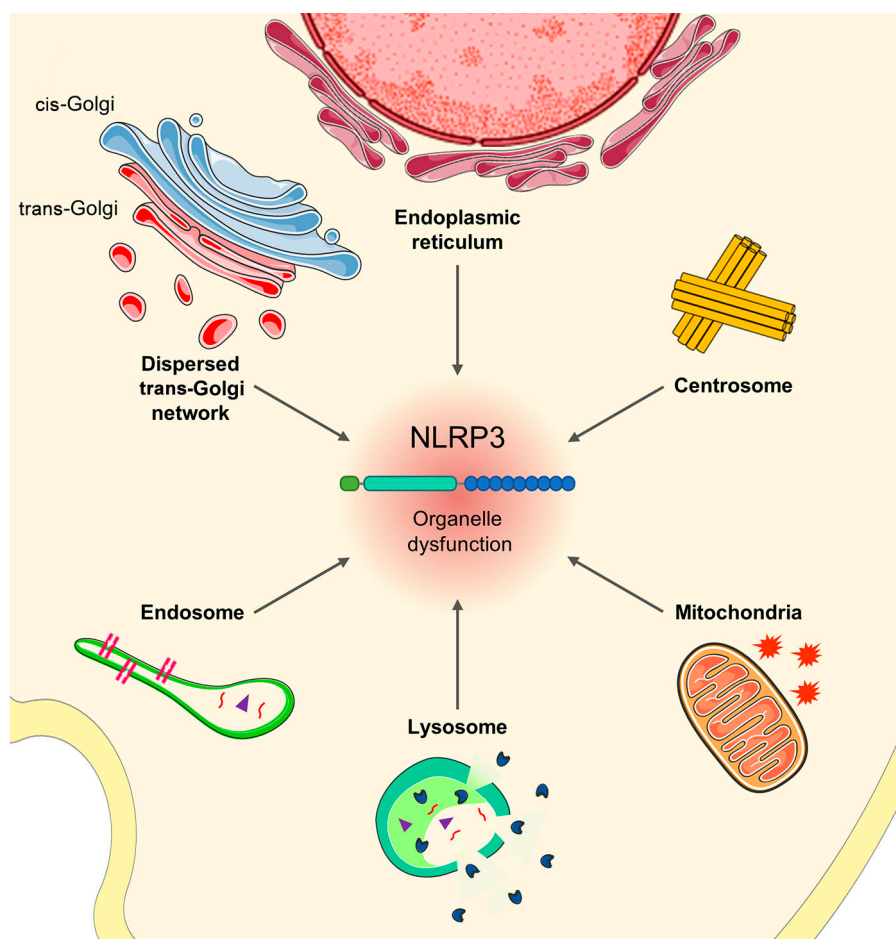 cis-Golgi
trans-Golgi
Endoplasmic
reticulum
Dispersed
trans-Golgi
network
Centrosome
NLRP3
Organelle
dysfunction
Endosome
Mitochondria
Lysosome